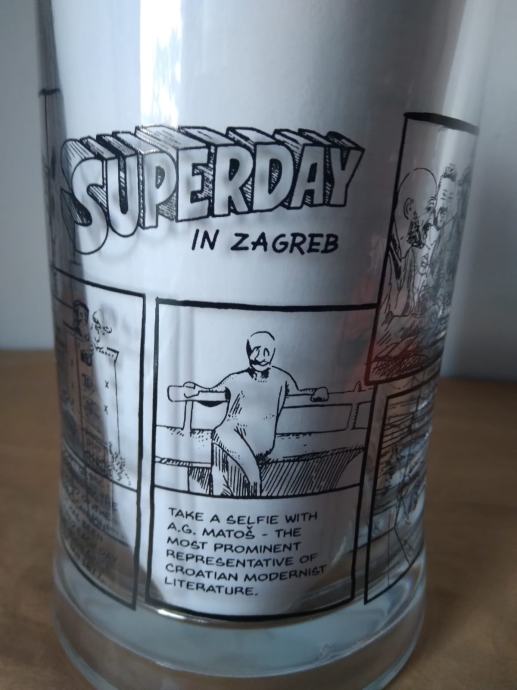 SUPERDAY
IN ZAGREB
TAKE A SELFIE WITH
A.G. MATOŠ - THE
MOST PROMINENT
REPRESENTATIVE OF
CROATIAN MODERNIST
LITERATURE.